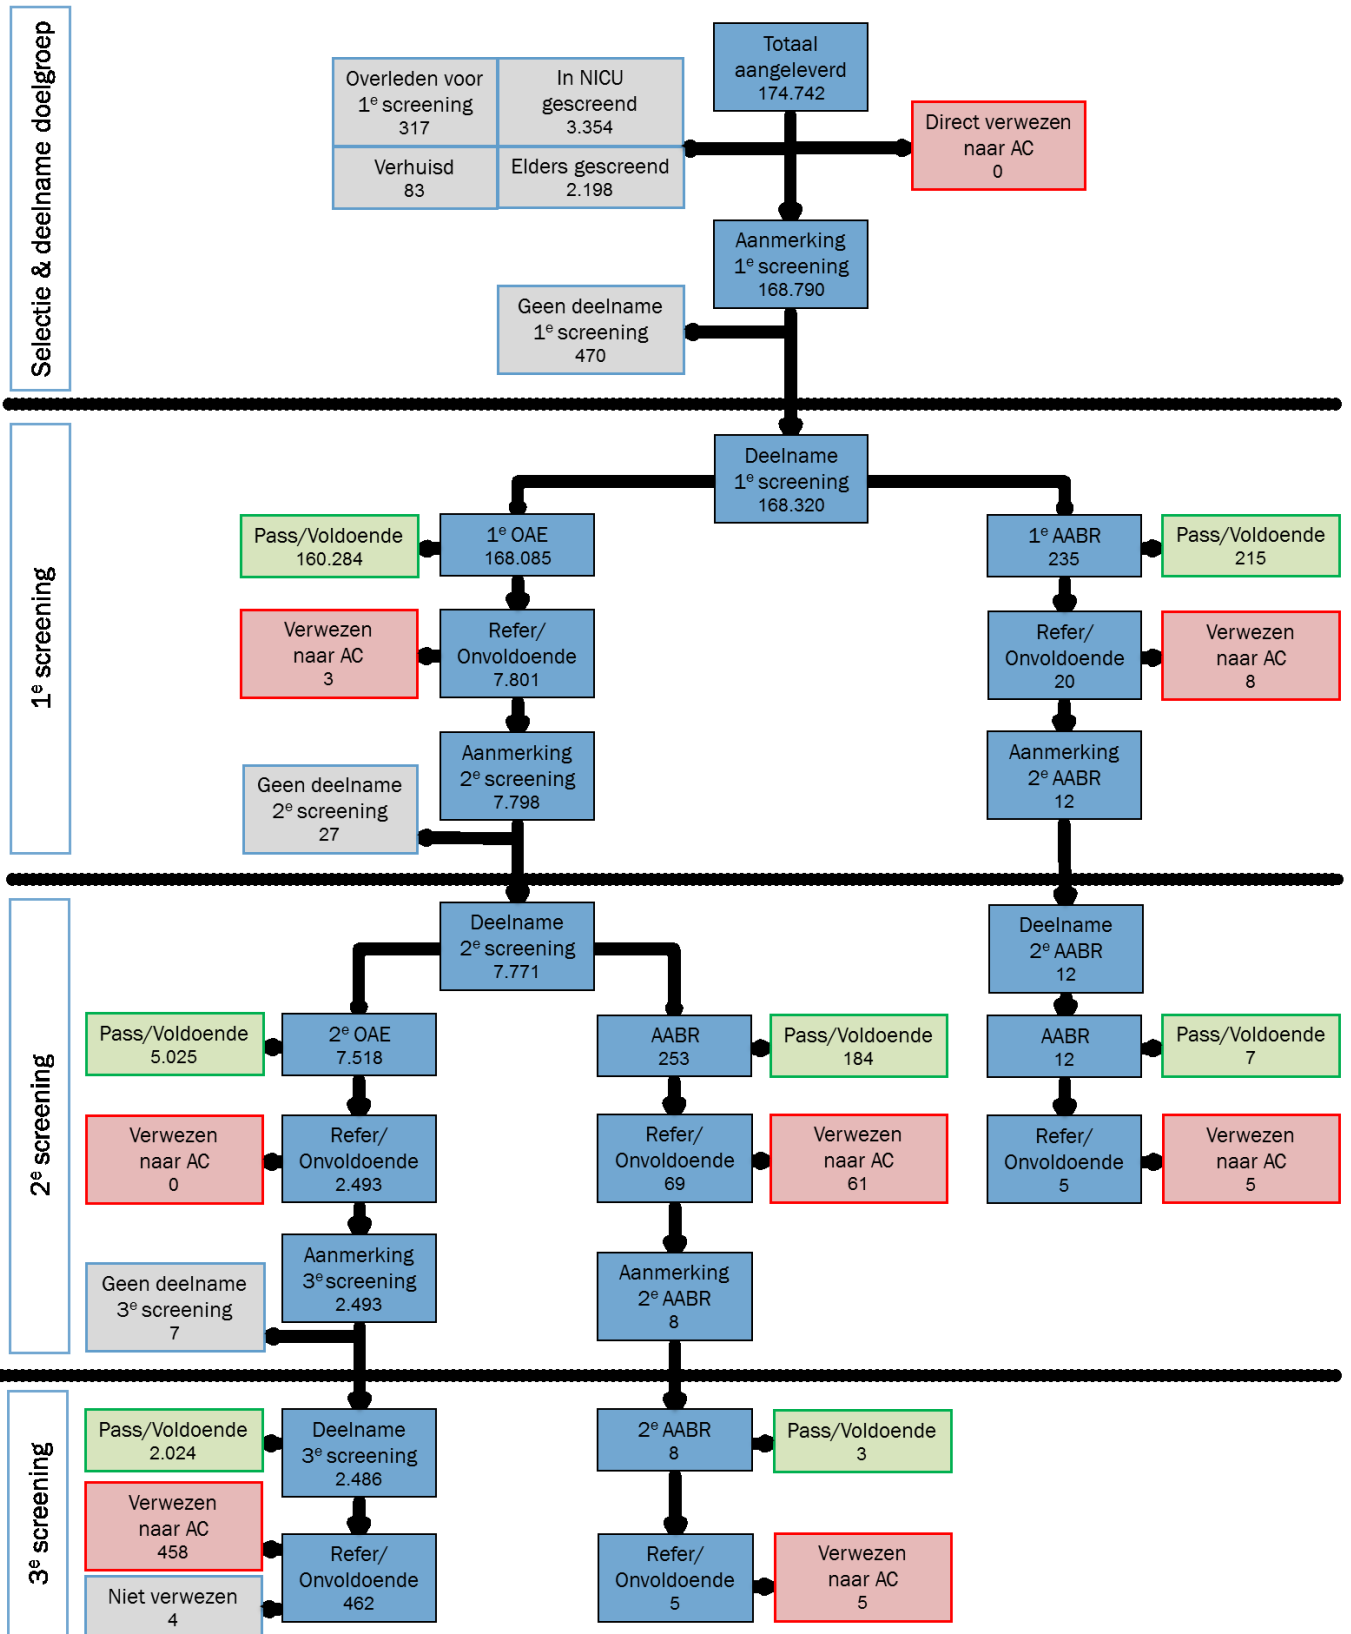 Selectie & deelname doelgroep
Totaal
aangeleverd
174.742
Overleden voor
1e screening
317
In NICU
gescreend
3.354
Verhuisd
83
Elders gescreend
2.198
Direct verwezen
naar AC
0
Aanmerking
1e screening
168.790
Geen deelname
1e screening
470
1e screening
Deelname
1e screening
168.320
Pass/Voldoende
160.284
1e OAE
168.085
1e AABR
235
Pass/Voldoende
215
Verwezen
naar AC
3
Refer/
Onvoldoende
7.801
Refer/
Onvoldoende
20
Verwezen
naar AC
8
Aanmerking
2e screening
7.798
Aanmerking
2e AABR
12
Geen deelname
2e screening
27
2e screening
Deelname
2e screening
7.771
Deelname
2e AABR
12
Pass/Voldoende
5.025
2e OAE
7.518
AABR
253
Pass/Voldoende
184
AABR
12
Pass/Voldoende
7
Verwezen
naar AC
0
Refer/
Onvoldoende
2.493
Refer/
Onvoldoende
69
Verwezen
naar AC
61
Refer/
Onvoldoende
5
Verwezen
naar AC
5
Aanmerking
3e screening
2.493
Aanmerking
2e AABR
8
Geen deelname
3e screening
7
3e screening
Pass/Voldoende
2.024
Deelname
3e screening
2.486
2e AABR
8
Pass/Voldoende
3
Verwezen
naar AC
458
Refer/
Onvoldoende
462
Refer/
Onvoldoende
5
Verwezen
naar AC
5
Niet verwezen
4